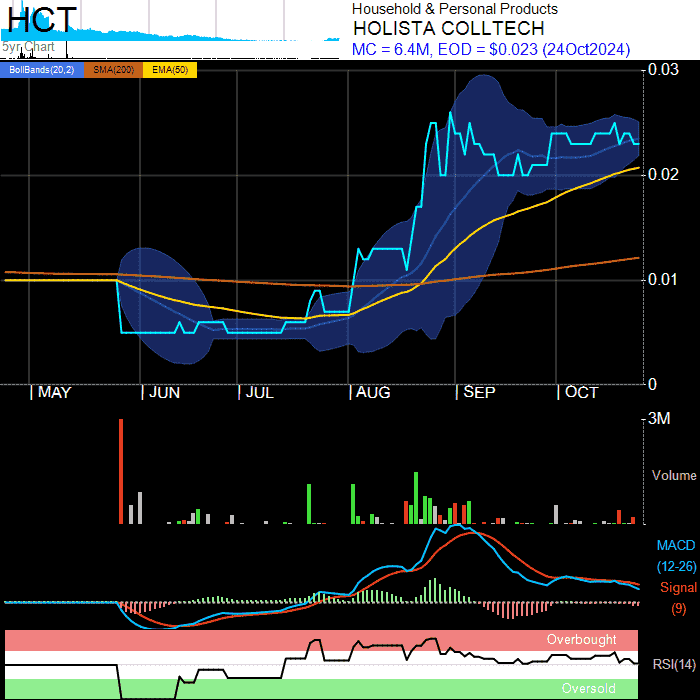 HCT
5yr Chart
Household & Personal Products
HOLISTA COLLTECH
MC = 6.4M, EOD = $0.023 (24Oct2024)
BollBands(20,2) SMA(200) EMA(50)
0.03
0.02
0.01
0
MAY JUN JUL AUG SEP OCT
3M
Volume
MACD
(12-26)
Signal
(9)
Overbought
RSI(14)
Oversold